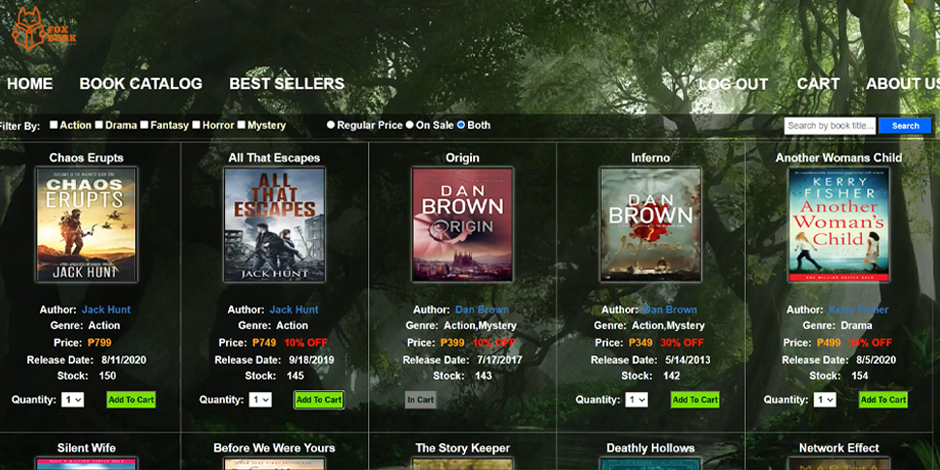 FOX
BOOK
HOME BOOK CATALOG BEST SELLERS LOG OUT CART ABOUT US
Filter By: Action Drama Fantasy Horror Mystery Regular Price On Sale Both Search by book title... Search
Chaos Erupts All That Escapes Origin Inferno Another Womans Child
CHAOS
ERUPTS
JACK HUNT
ALL
THAT
ESCAPES
JACK HUNT
DAN
BROWN
ORIGIN
DAN
BROWN
KERRY
FISHER
Another
Woman's
Child
Author: Jack Hunt Author: Jack Hunt Author: Dan Brown Author: Dan Brown Author: Kerry Fisher
Genre: Action Genre: Action Genre: Action,Mystery Genre: Action,Mystery Genre: Drama
Price: ₱799 Price: ₱749 10% OFF Price: ₱399 10% OFF Price: ₱349 30% OFF Price: ₱499 % OFF
Release Date: 8/11/2020 Release Date: 9/18/2019 Release Date: 7/17/2017 Release Date: 5/14/2013 Release Date: 8/5/2020
Stock: 150 Stock: 145 Stock: 143 Stock: 142 Stock: 154
Quantity: 1 Add To Cart Quantity: 1 Add To Cart In Cart Quantity: 1 Add To Cart Quantity: 1 Add To Cart
Silent Wife Before We Were Yours The Story Keeper Deathly Hollows Network Effect